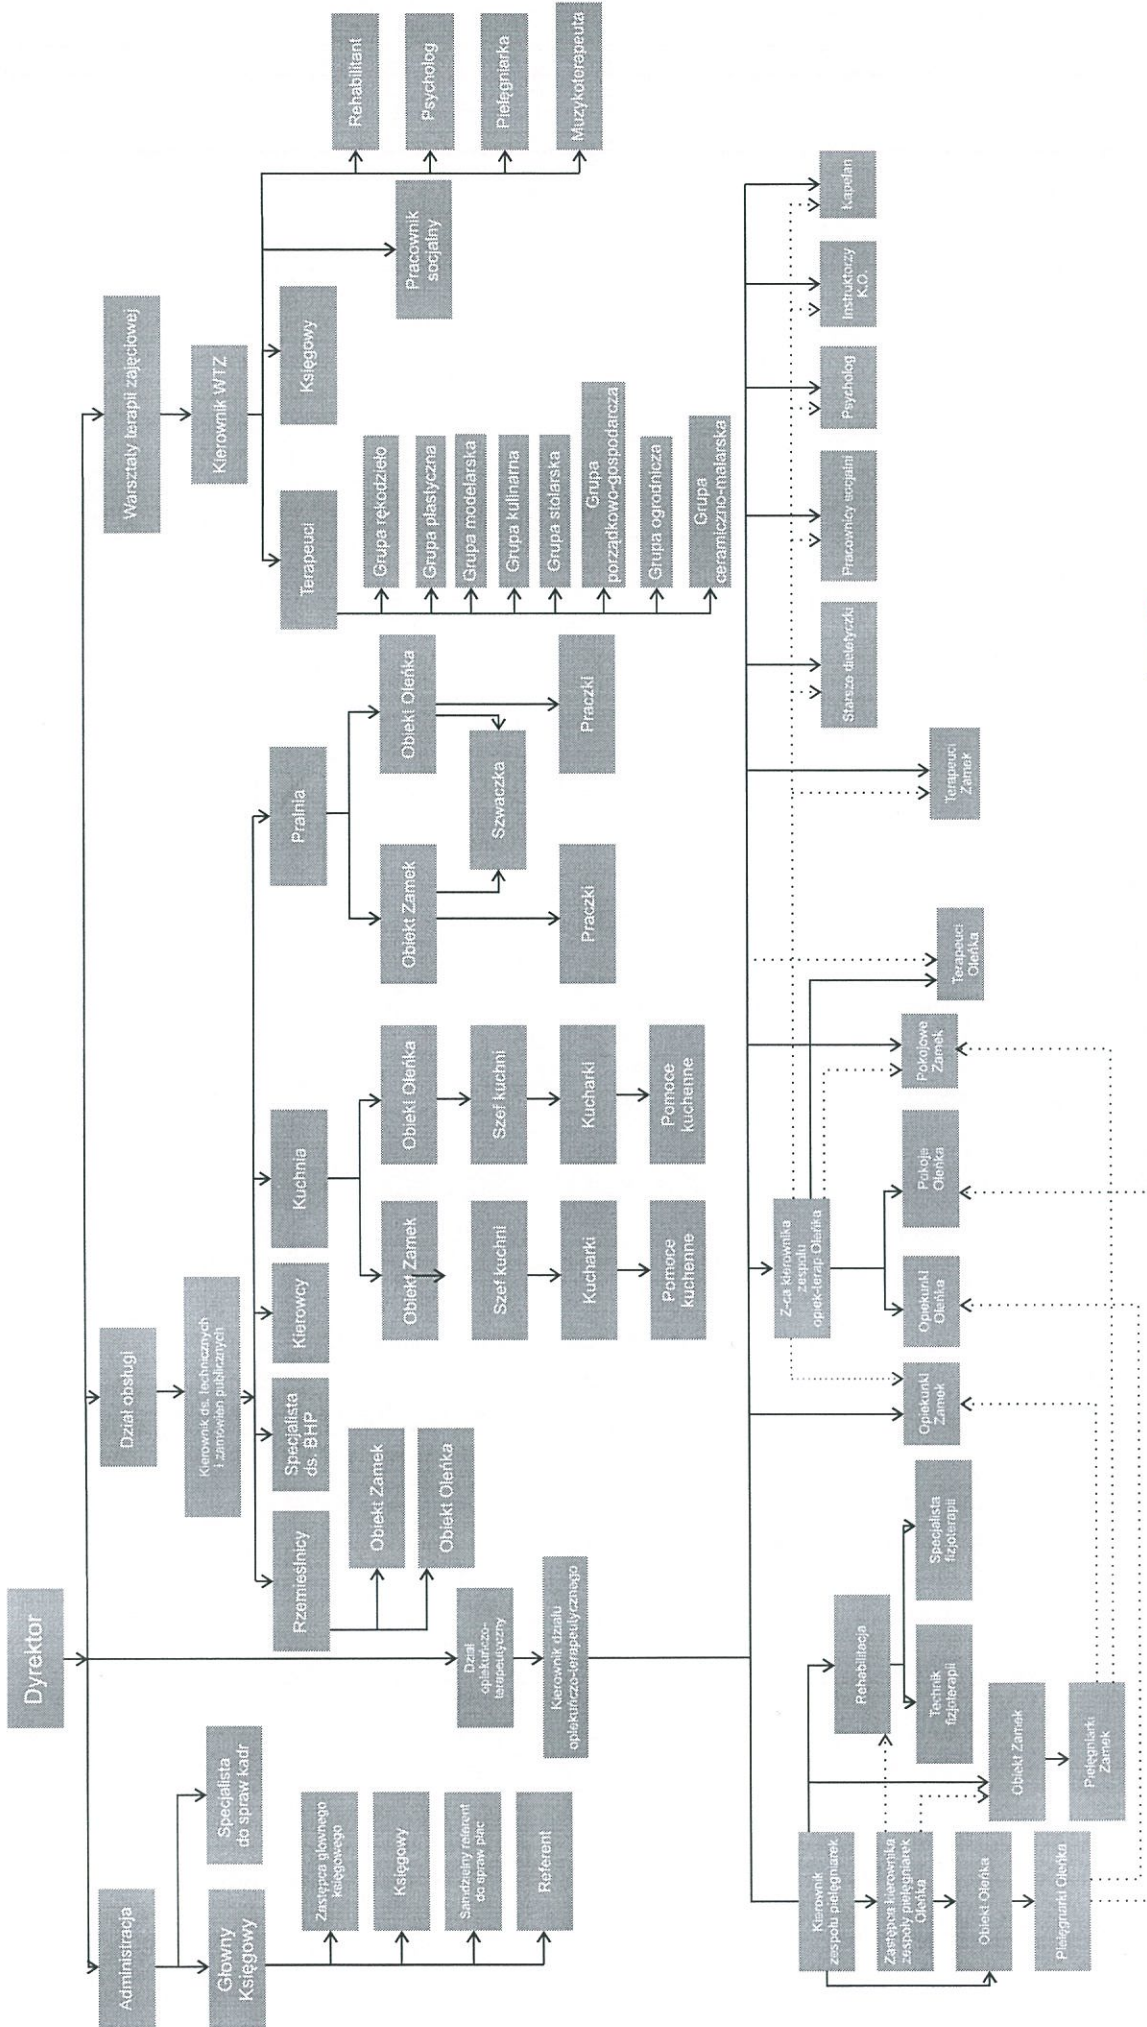 Dyrektor
Administracja
Specjalista
do spraw kadr
Głowny
Księgowy
Zastępca głownego
księgowego
Księgowy
Samdzielny referent
do spraw płac
Referent
Dział obsługi
Kierownik ds. technicznych
i zamówień publicznych
Rzemieślnicy
Obiekt Zamek
Obiekt Oleńka
Specjalista
ds. BHP
Kierowcy
Kuchnia
Obiekt Zamek
Szef kuchni
Kucharki
Pomoce
kuchenne
Obiekt Oleńka
Szef kuchni
Kucharki
Pomoce
kuchenne
Pralnia
Obiekt Zamek
Obiekt Oleńka
Szwaczka
Praczki
Praczki
Warsztaty terapii zajęciowej
Kierownik WTZ
Terapeuci
Grupa rękodzieło
Grupa plastyczna
Grupa modelarska
Grupa kulinarna
Grupa stolarska
Grupa
porządkowo-gospodarcza
Grupa ogrodnicza
Grupa
ceramiczno-malarska
Księgowy
Pracownik
socjalny
Rehabilitant
Psycholog
Pielęgniarka
Muzykoterapeuta
Dział
opiekuńczo-
terapeutyczny
Kierownik działu
opiekuńczo-terapeutycznego
Kierownik
zespołu pielęgniarek
Zastępca kierownika
zespoły pielęgniarek
Oleńka
Obiekt Oleńka
Pielęgniarki Oleńka
Rehabilitacja
Technik
fizjoterapii
Specjalista
fizjoterapii
Obiekt Zamek
Pielęgniarki
Zamek
Z-ca kierownika
zespołu
opiek-terap Oleńka
Opiekunki
Zamek
Opiekunki
Oleńka
Pokoje
Oleńka
Pokojowe
Zamek
Terapeuci
Oleńka
Terapeuci
Zamek
Starsze dietetyczki
Pracownicy socjalni
Psycholog
Instruktorzy
K.O.
Kapelan